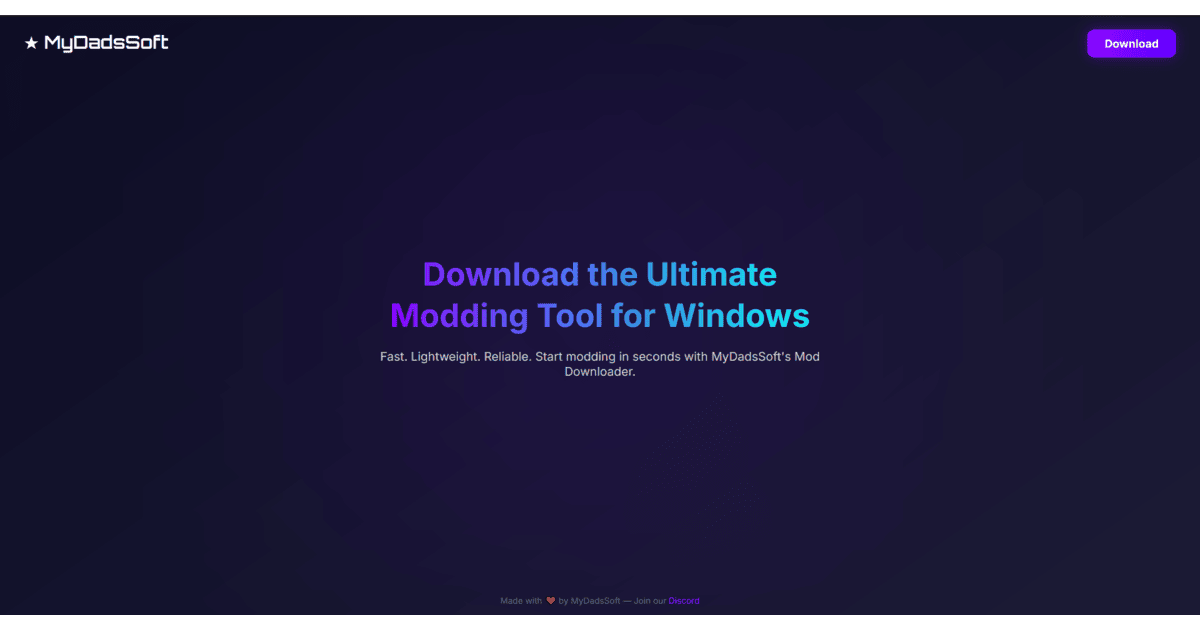 ★ MyDadsSoft
Download
Download the Ultimate
Modding Tool for Windows
Fast. Lightweight. Reliable. Start modding in seconds with MyDadsSoft's Mod
Downloader.
Made with ❤️ by MyDadsSoft — Join our Discord